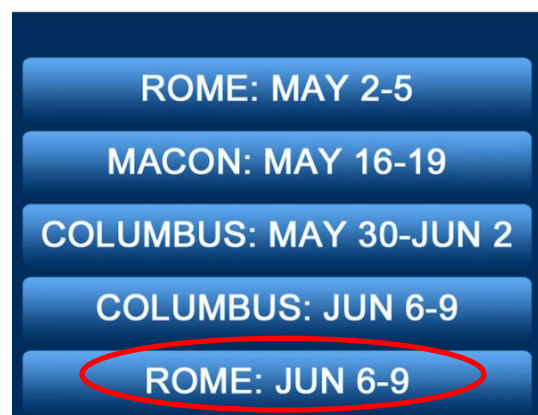 ROME: MAY 2-5
MACON: MAY 16-19
COLUMBUS: MAY 30-JUN 2
COLUMBUS: JUN 6-9
ROME: JUN 6-9